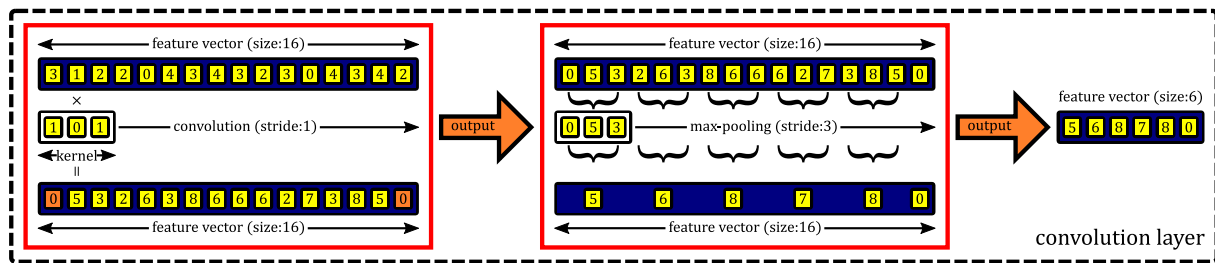 feature vector (size:16)
3 1 2 2 0 4 3 4 3 2 3 0 4 3 4 2
×
1 0 1
convolution (stride:1)
kernel
=
0 5 3 2 6 3 8 6 6 6 2 7 3 8 5 0
feature vector (size:16)
output
feature vector (size:16)
0 5 3 2 6 3 8 6 6 6 2 7 3 8 5 0
0 5 3
max-pooling (stride:3)
5 6 8 7 8 0
feature vector (size:16)
output
feature vector (size:6)
5 6 8 7 8 0
convolution layer